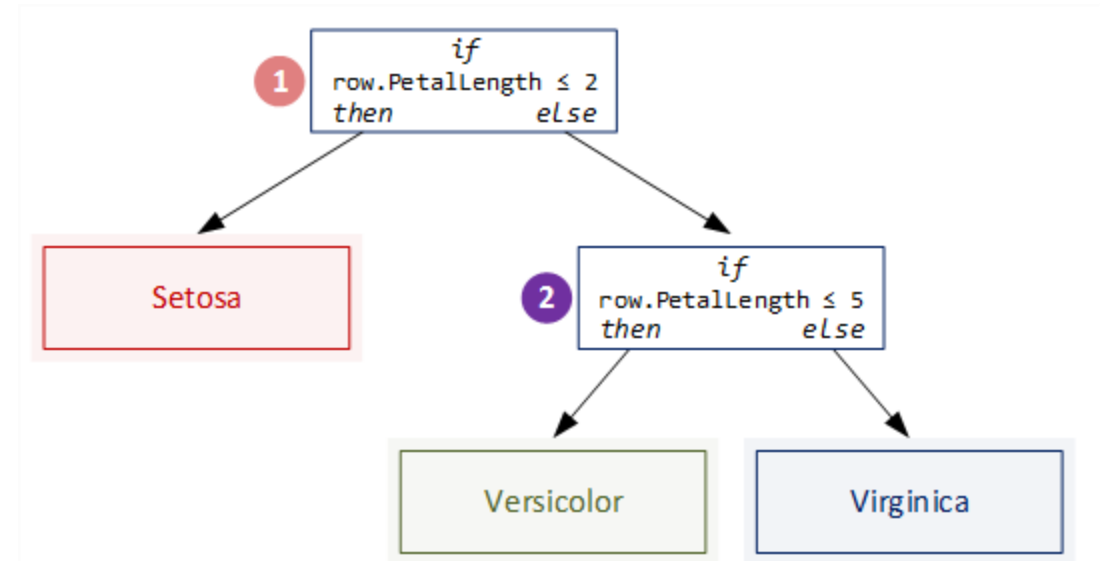 if
1
row.PetalLength ≤ 2
then else
Setosa
if
2
row.PetalLength ≤ 5
then else
Versicolor
Virginica